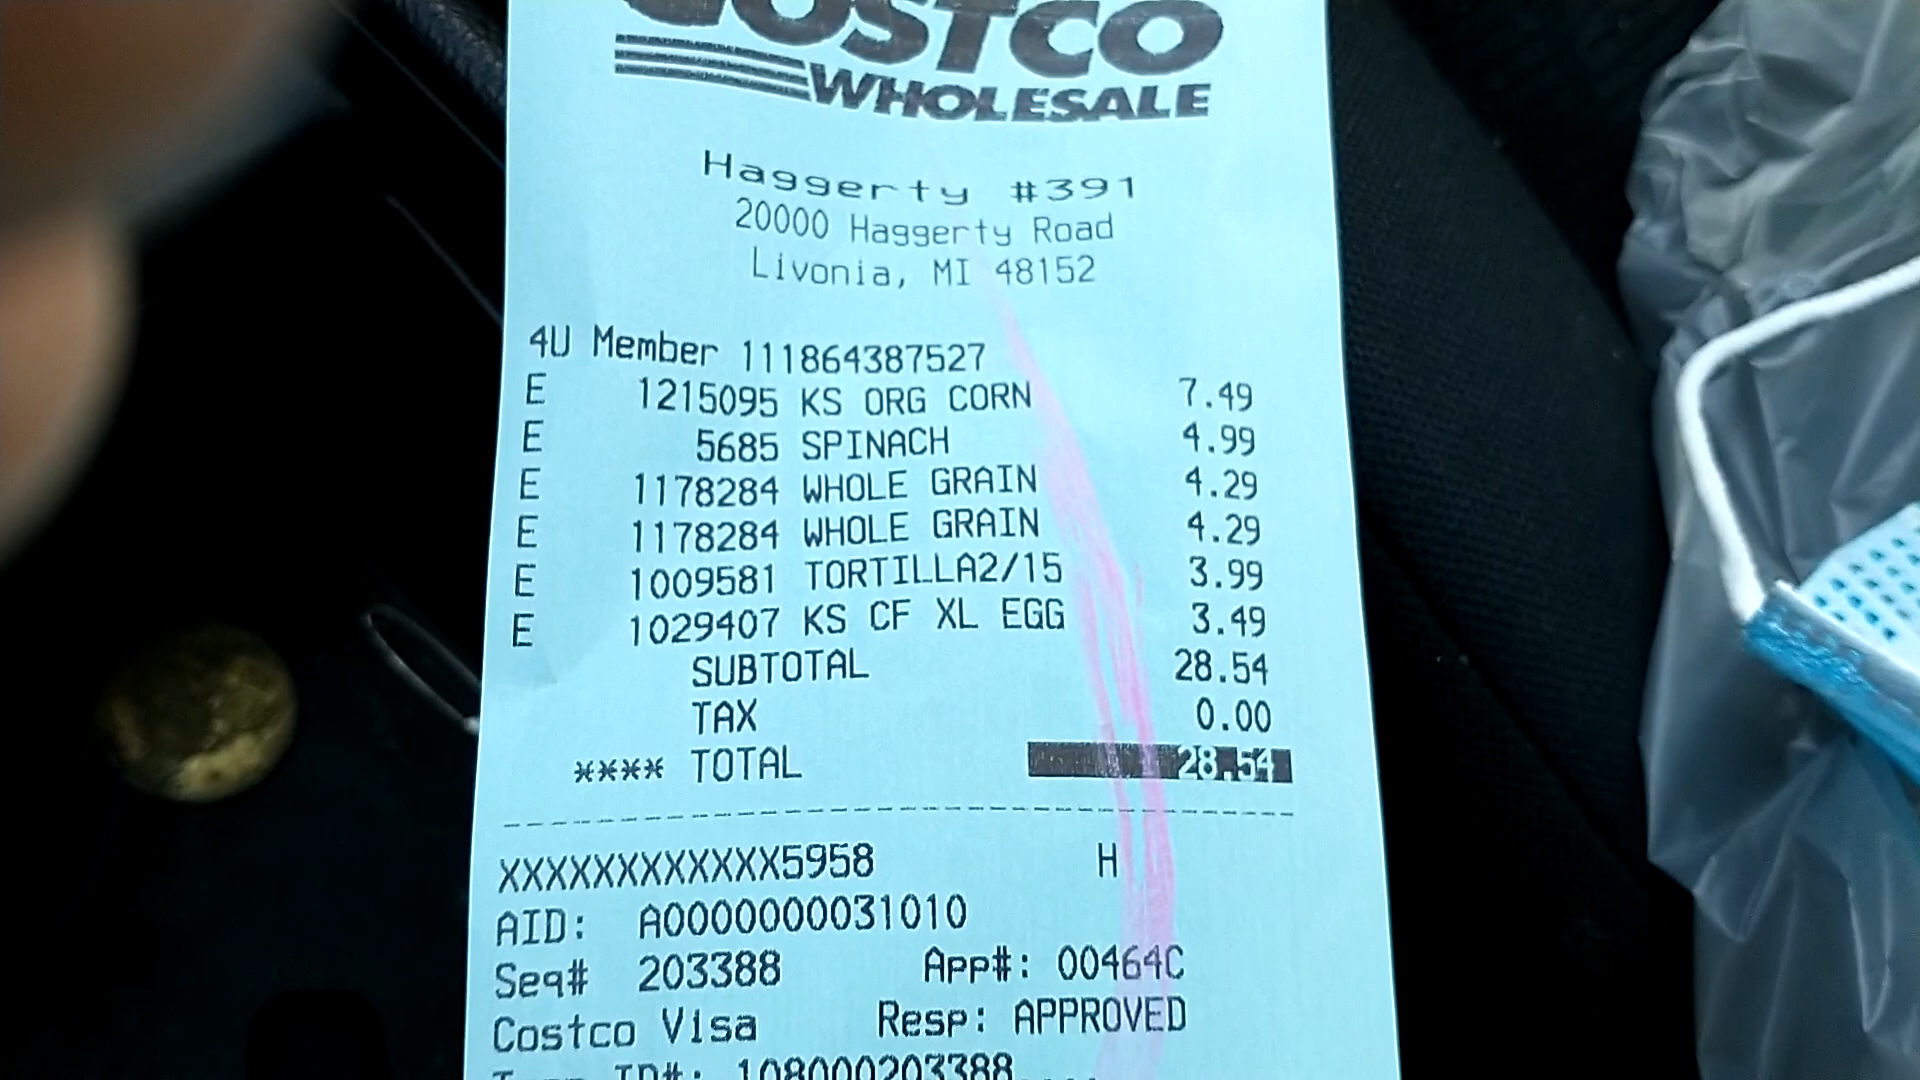 COSTCO
WHOLESALE
Haggerty #391
20000 Haggerty Road
Livonia, MI 48152
4U Member 111864387527
E 1215095 KS ORG CORN 7.49
E 5685 SPINACH 4.99
E 1178284 WHOLE GRAIN 4.29
E 1178284 WHOLE GRAIN 4.29
E 1009581 TORTILLA2/15 3.99
E 1029407 KS CF XL EGG 3.49
SUBTOTAL 28.54
TAX 0.00
**** TOTAL 28.54
XXXXXXXXXXXX5958 H
AID: A0000000031010
Seq# 203388 App#: 00464C
Costco Visa Resp: APPROVED
ID#: 108000203388....